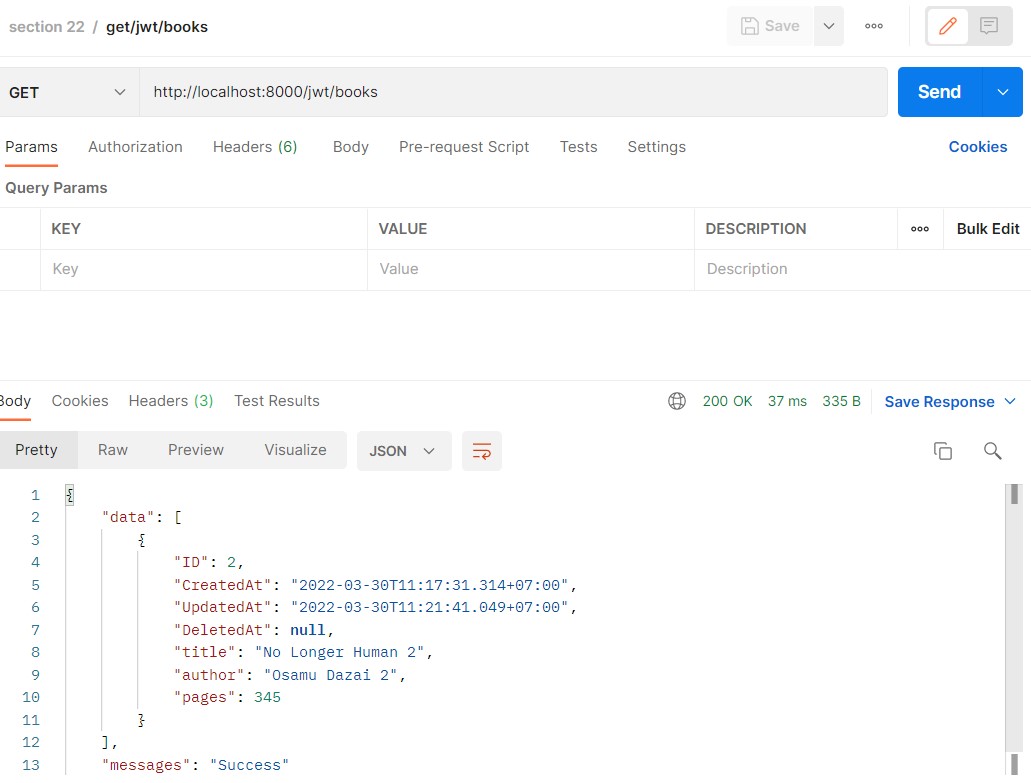 section 22 / get/jwt/books Save
GET http://localhost:8000/jwt/books Send
Params Authorization Headers (6) Body Pre-request Script Tests Settings Cookies
Query Params
KEY VALUE DESCRIPTION Bulk Edit
Key Value Description
Body Cookies Headers (3) Test Results 200 OK 37 ms 335 B Save Response
Pretty Raw Preview Visualize JSON
1 {
2 "data": [
3 {
4 "ID": 2,
5 "CreatedAt": "2022-03-30T11:17:31.314+07:00",
6 "UpdatedAt": "2022-03-30T11:21:41.049+07:00",
7 "DeletedAt": null,
8 "title": "No Longer Human 2",
9 "author": "Osamu Dazai 2",
10 "pages": 345
11 }
12 ],
13 "messages": "Success"